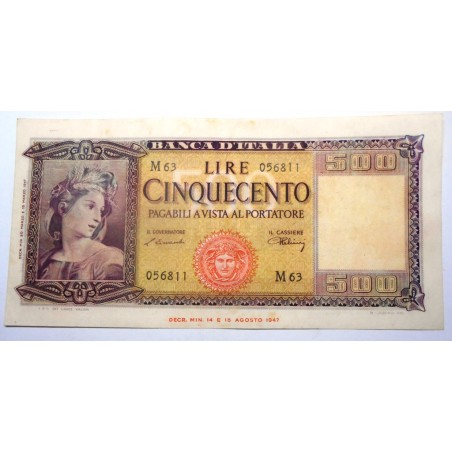 BANCA D'ITALIA
M 63 LIRE 056811
500
CINQUECENTO
PAGABILI A VISTA AL PORTATORE
IL GOVERNATORE IL CASSIERE
056811 M 63
500
DECR. MIN. 14 E 16 AGOSTO 1947